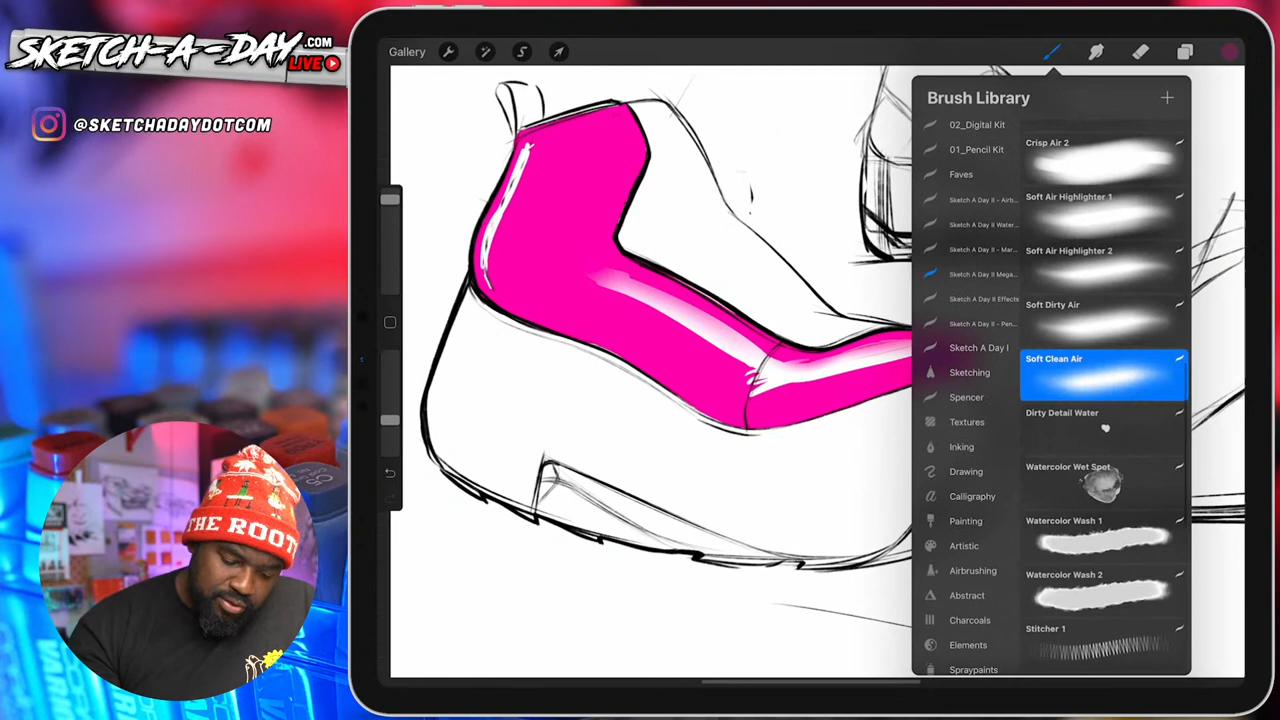 SKETCH-A-DAY.COM
LIVE
@SKETCHADAYDOTCOM
THE ROOTS
Gallery
Brush Library
02_Digital Kit
01_Pencil Kit
Faves
Sketch A Day II - Airb...
Sketch A Day II Water...
Sketch A Day II - Mar...
Sketch A Day II Mega...
Sketch A Day II Effects
Sketch A Day II - Pen...
Sketch A Day I
Sketching
Spencer
Textures
Inking
Drawing
Calligraphy
Painting
Artistic
Airbrushing
Abstract
Charcoals
Elements
Spraypaints
Crisp Air 2
Soft Air Highlighter 1
Soft Air Highlighter 2
Soft Dirty Air
Soft Clean Air
Dirty Detail Water
Watercolor Wet Spot
Watercolor Wash 1
Watercolor Wash 2
Stitcher 1